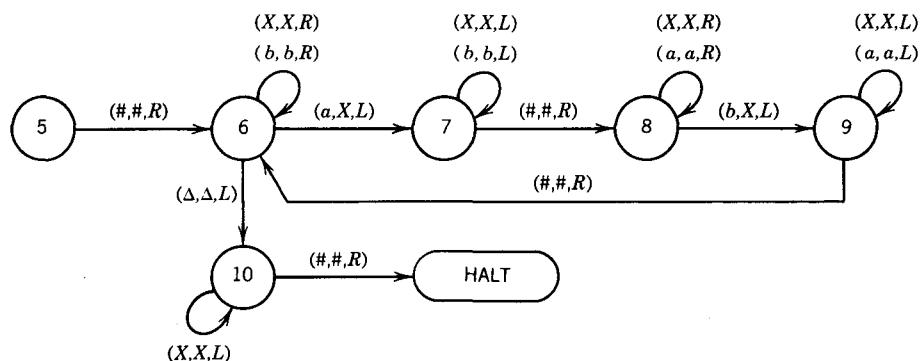 (X,X,R) (X,X,L) (X,X,R) (X,X,L)
(b,b,R) (b,b,L) (a,a,R) (a,a,L)
5 (#,#,R) 6 (a,X,L) 7 (#,#,R) 8 (b,X,L) 9
(#,#,R)
(Δ,Δ,L)
10 (#,#,R) HALT
(X,X,L)